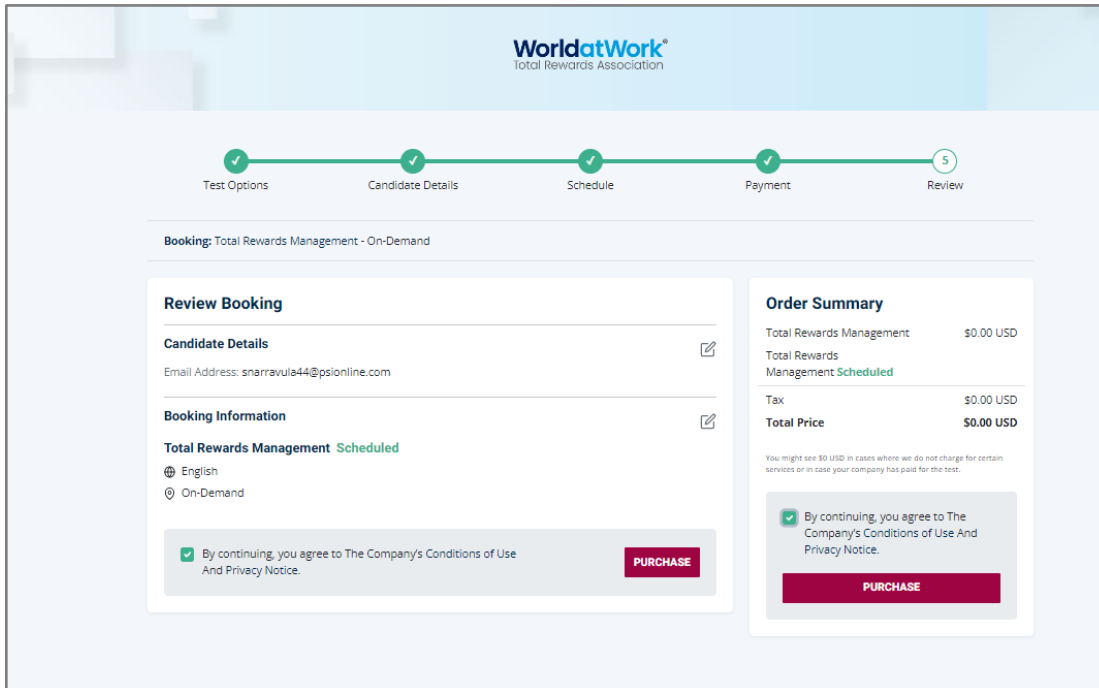 WorldatWork®
Total Rewards Association
5
Test Options
Candidate Details
Schedule
Payment
Review
Booking: Total Rewards Management - On-Demand
Review Booking
Candidate Details
Email Address: snarravula44@psionline.com
Booking Information
Total Rewards Management Scheduled
English
On-Demand
By continuing, you agree to The Company's Conditions of Use
And Privacy Notice.
PURCHASE
Order Summary
Total Rewards Management $0.00 USD
Total Rewards
Management Scheduled
Tax $0.00 USD
Total Price $0.00 USD
You might see $0 USD in cases where we do not charge for certain
services or in case your company has paid for the test.
By continuing, you agree to The
Company's Conditions of Use And
Privacy Notice.
PURCHASE